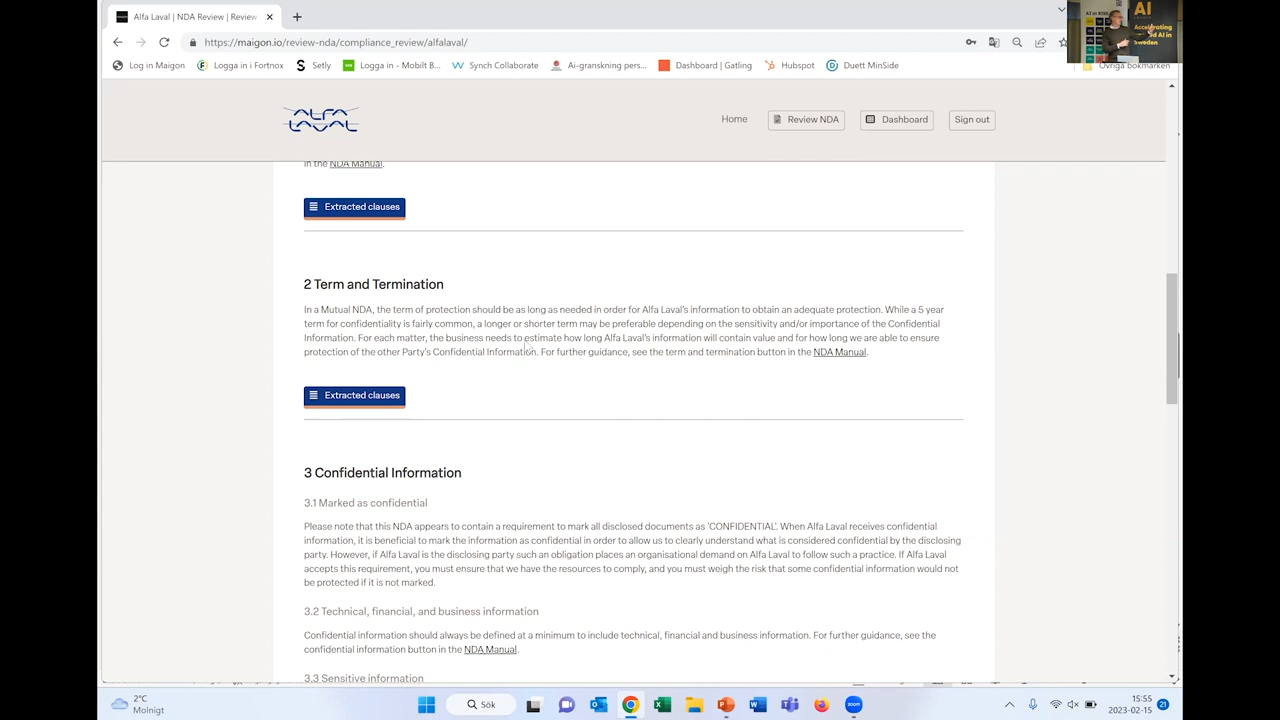 Alfa Laval | NDA Review | Review
https://maigon.io/review-nda/compliance_review/alfalaval/
Log in Maigon
Logga in i Fortnox
Setly
Logga in - Mobilt B...
Synch Collaborate
Ai-granskning pers...
Dashboard | Gatling
Hubspot
Duett MinSide
Övriga bokmärken
AI
Accelerating
AI in
Sweden
ALFA
LAVAL
Home
Review NDA
Dashboard
Sign out
in the NDA Manual.
Extracted clauses
2 Term and Termination
In a Mutual NDA, the term of protection should be as long as needed in order for Alfa Laval's information to obtain an adequate protection. While a 5 year
term for confidentiality is fairly common, a longer or shorter term may be preferable depending on the sensitivity and/or importance of the Confidential
Information. For each matter, the business needs to estimate how long Alfa Laval's information will contain value and for how long we are able to ensure
protection of the other Party's Confidential Information. For further guidance, see the term and termination button in the NDA Manual.
Extracted clauses
3 Confidential Information
3.1 Marked as confidential
Please note that this NDA appears to contain a requirement to mark all disclosed documents as 'CONFIDENTIAL'. When Alfa Laval receives confidential
information, it is beneficial to mark the information as confidential in order to allow us to clearly understand what is considered confidential by the disclosing
party. However, if Alfa Laval is the disclosing party such an obligation places an organisational demand on Alfa Laval to follow such a practice. If Alfa Laval
accepts this requirement, you must ensure that we have the resources to comply, and you must weigh the risk that some confidential information would not
be protected if it is not marked.
3.2 Technical, financial, and business information
Confidential information should always be defined at a minimum to include technical, financial and business information. For further guidance, see the
confidential information button in the NDA Manual.
3.3 Sensitive information
2°C
Molnigt
Sök
zoom
15:55
2023-02-15
21